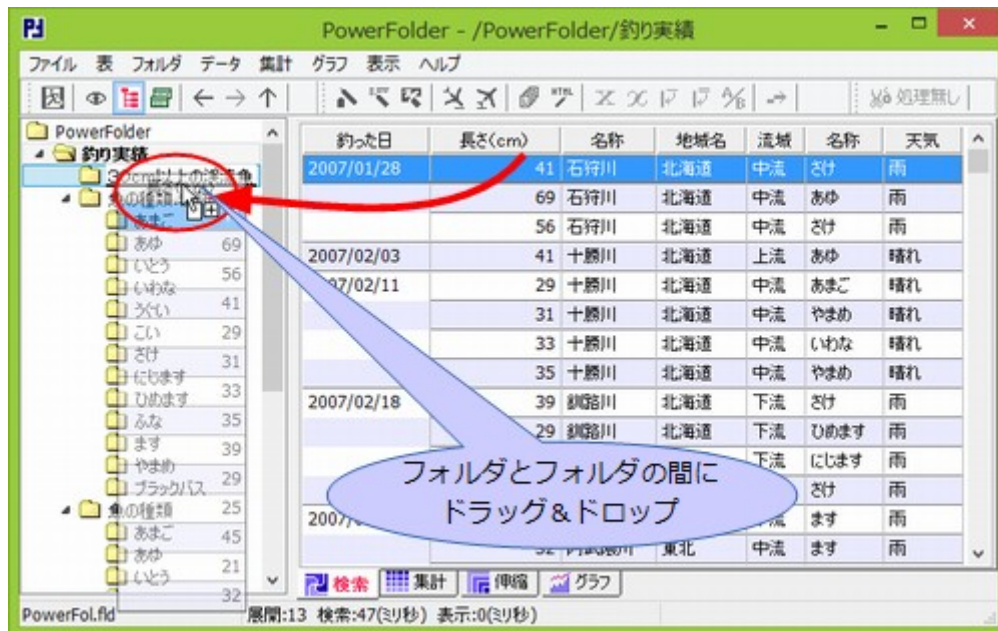 PowerFolder - /PowerFolder/釣り実績
ファイル 表 フォルダ データ 集計 グラフ 表示 ヘルプ
処理無し
PowerFolder
釣り実績
魚の種類
あまご
あゆ 69
いとう 56
いわな
うぐい 41
こい 29
さけ 31
にじます
ひめます 33
ふな 35
ます 39
やまめ
ブラックバス 29
魚の種類 25
あまご 45
あゆ
いとう 21
32
釣った日 長さ(cm) 名称 地域名 流域 名称 天気
2007/01/28 41 石狩川 北海道 中流 さけ 雨
69 石狩川 北海道 中流 あゆ 雨
56 石狩川 北海道 中流 さけ 雨
2007/02/03 41 十勝川 北海道 上流 あゆ 晴れ
07/02/11 29 十勝川 北海道 中流 あまご 晴れ
31 十勝川 北海道 中流 やまめ 晴れ
33 十勝川 北海道 中流 いわな 晴れ
35 十勝川 北海道 中流 やまめ 晴れ
2007/02/18 39 釧路川 北海道 下流 さけ 雨
29 釧路川 北海道 下流 ひめます 雨
下流 にじます 雨
さけ 雨
2007/ ます 雨
東北 中流 ます 雨
フォルダとフォルダの間に
ドラッグ&ドロップ
検索 集計 伸縮 グラフ
PowerFol.fld 展開:13 検索:47(ミリ秒) 表示:0(ミリ秒)